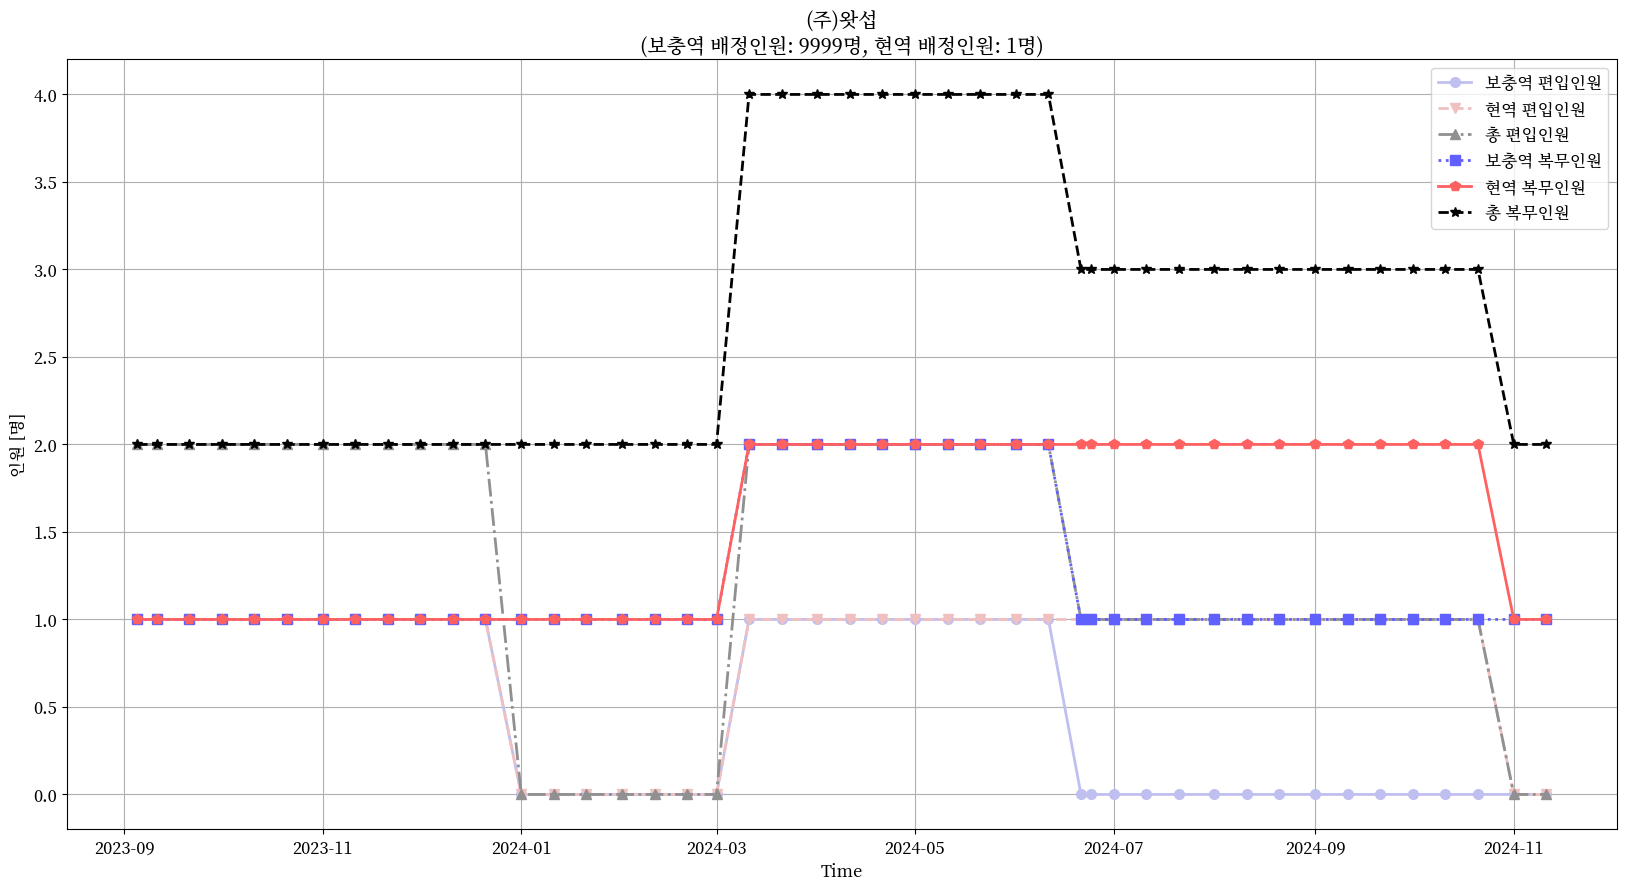 (주)왓섭
(보충역 배정인원: 9999명, 현역 배정인원: 1명)
보충역 편입인원
현역 편입인원
총 편입인원
보충역 복무인원
현역 복무인원
총 복무인원
인원 [명]
4.0
3.5
3.0
2.5
2.0
1.5
1.0
0.5
0.0
2023-09 2023-11 2024-01 2024-03 2024-05 2024-07 2024-09 2024-11
Time